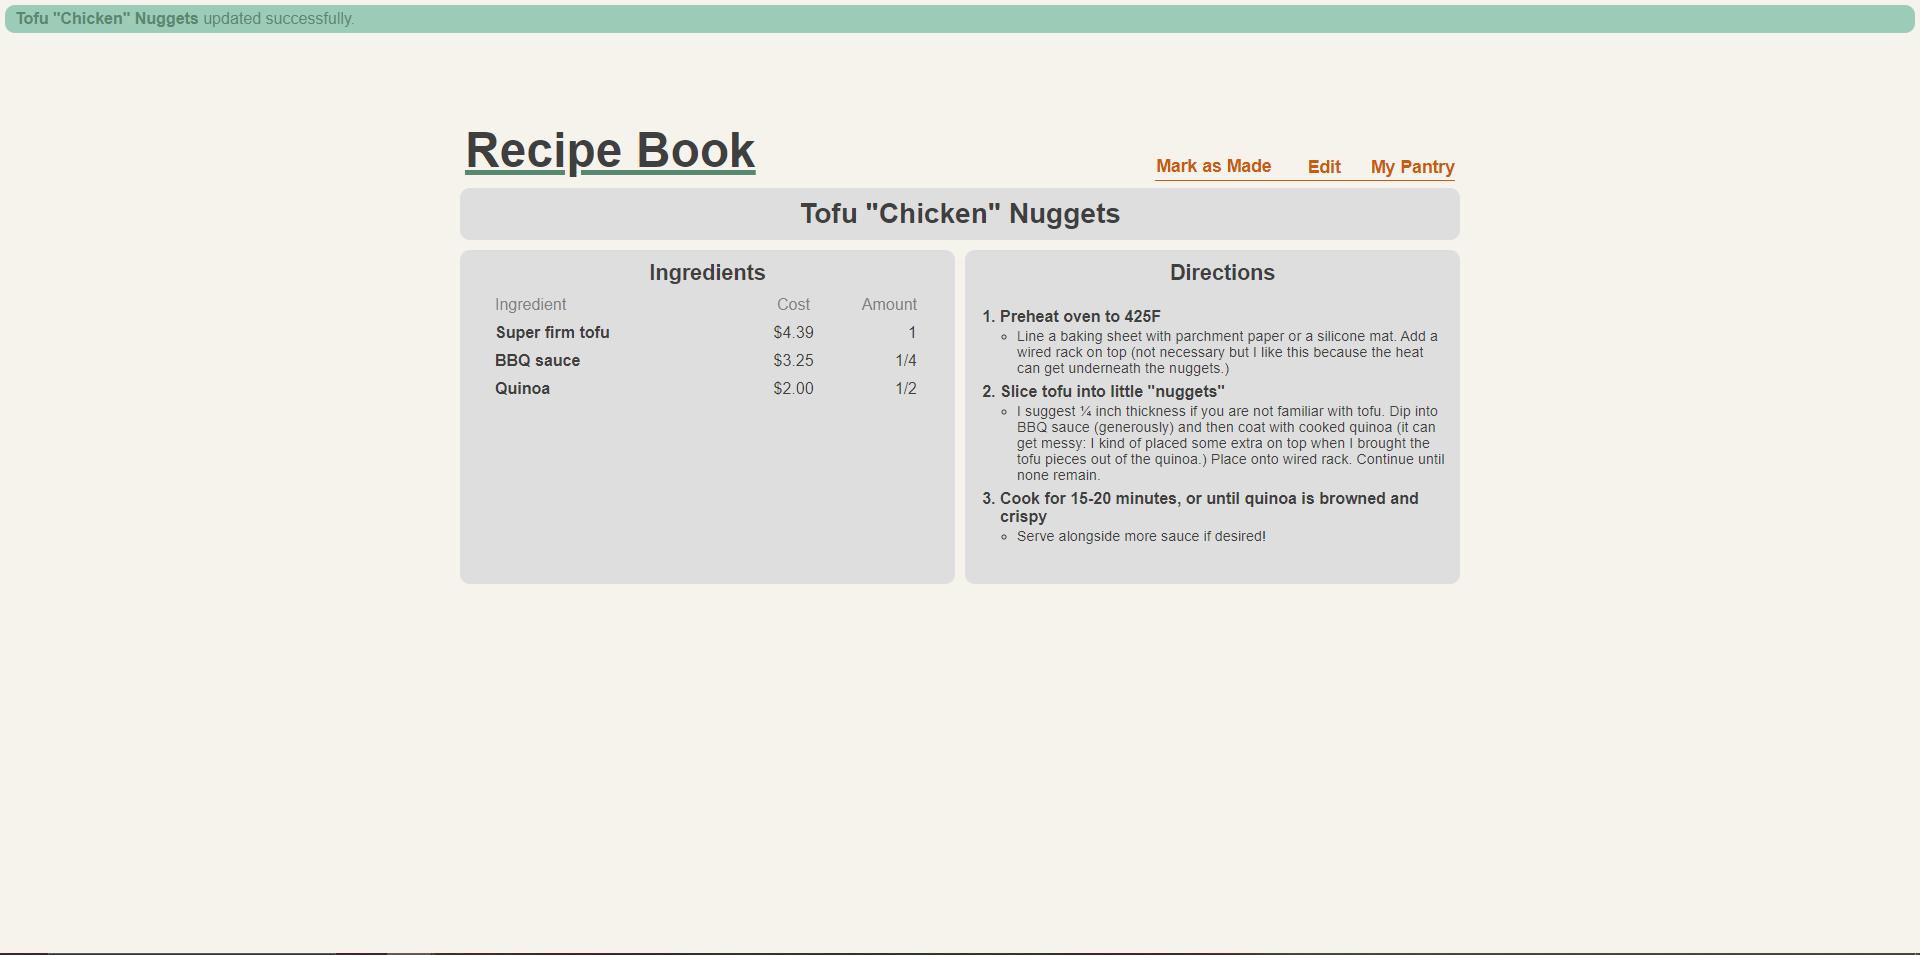 Tofu "Chicken" Nuggets updated successfully.
Recipe Book
Mark as Made Edit My Pantry
Tofu "Chicken" Nuggets
Ingredients
Ingredient Cost Amount
Super firm tofu $4.39 1
BBQ sauce $3.25 1/4
Quinoa $2.00 1/2
Directions
1. Preheat oven to 425F
Line a baking sheet with parchment paper or a silicone mat. Add a
wired rack on top (not necessary but I like this because the heat
can get underneath the nuggets.)
2. Slice tofu into little "nuggets"
I suggest ¼ inch thickness if you are not familiar with tofu. Dip into
BBQ sauce (generously) and then coat with cooked quinoa (it can
get messy: I kind of placed some extra on top when I brought the
tofu pieces out of the quinoa.) Place onto wired rack. Continue until
none remain.
3. Cook for 15-20 minutes, or until quinoa is browned and
crispy
Serve alongside more sauce if desired!